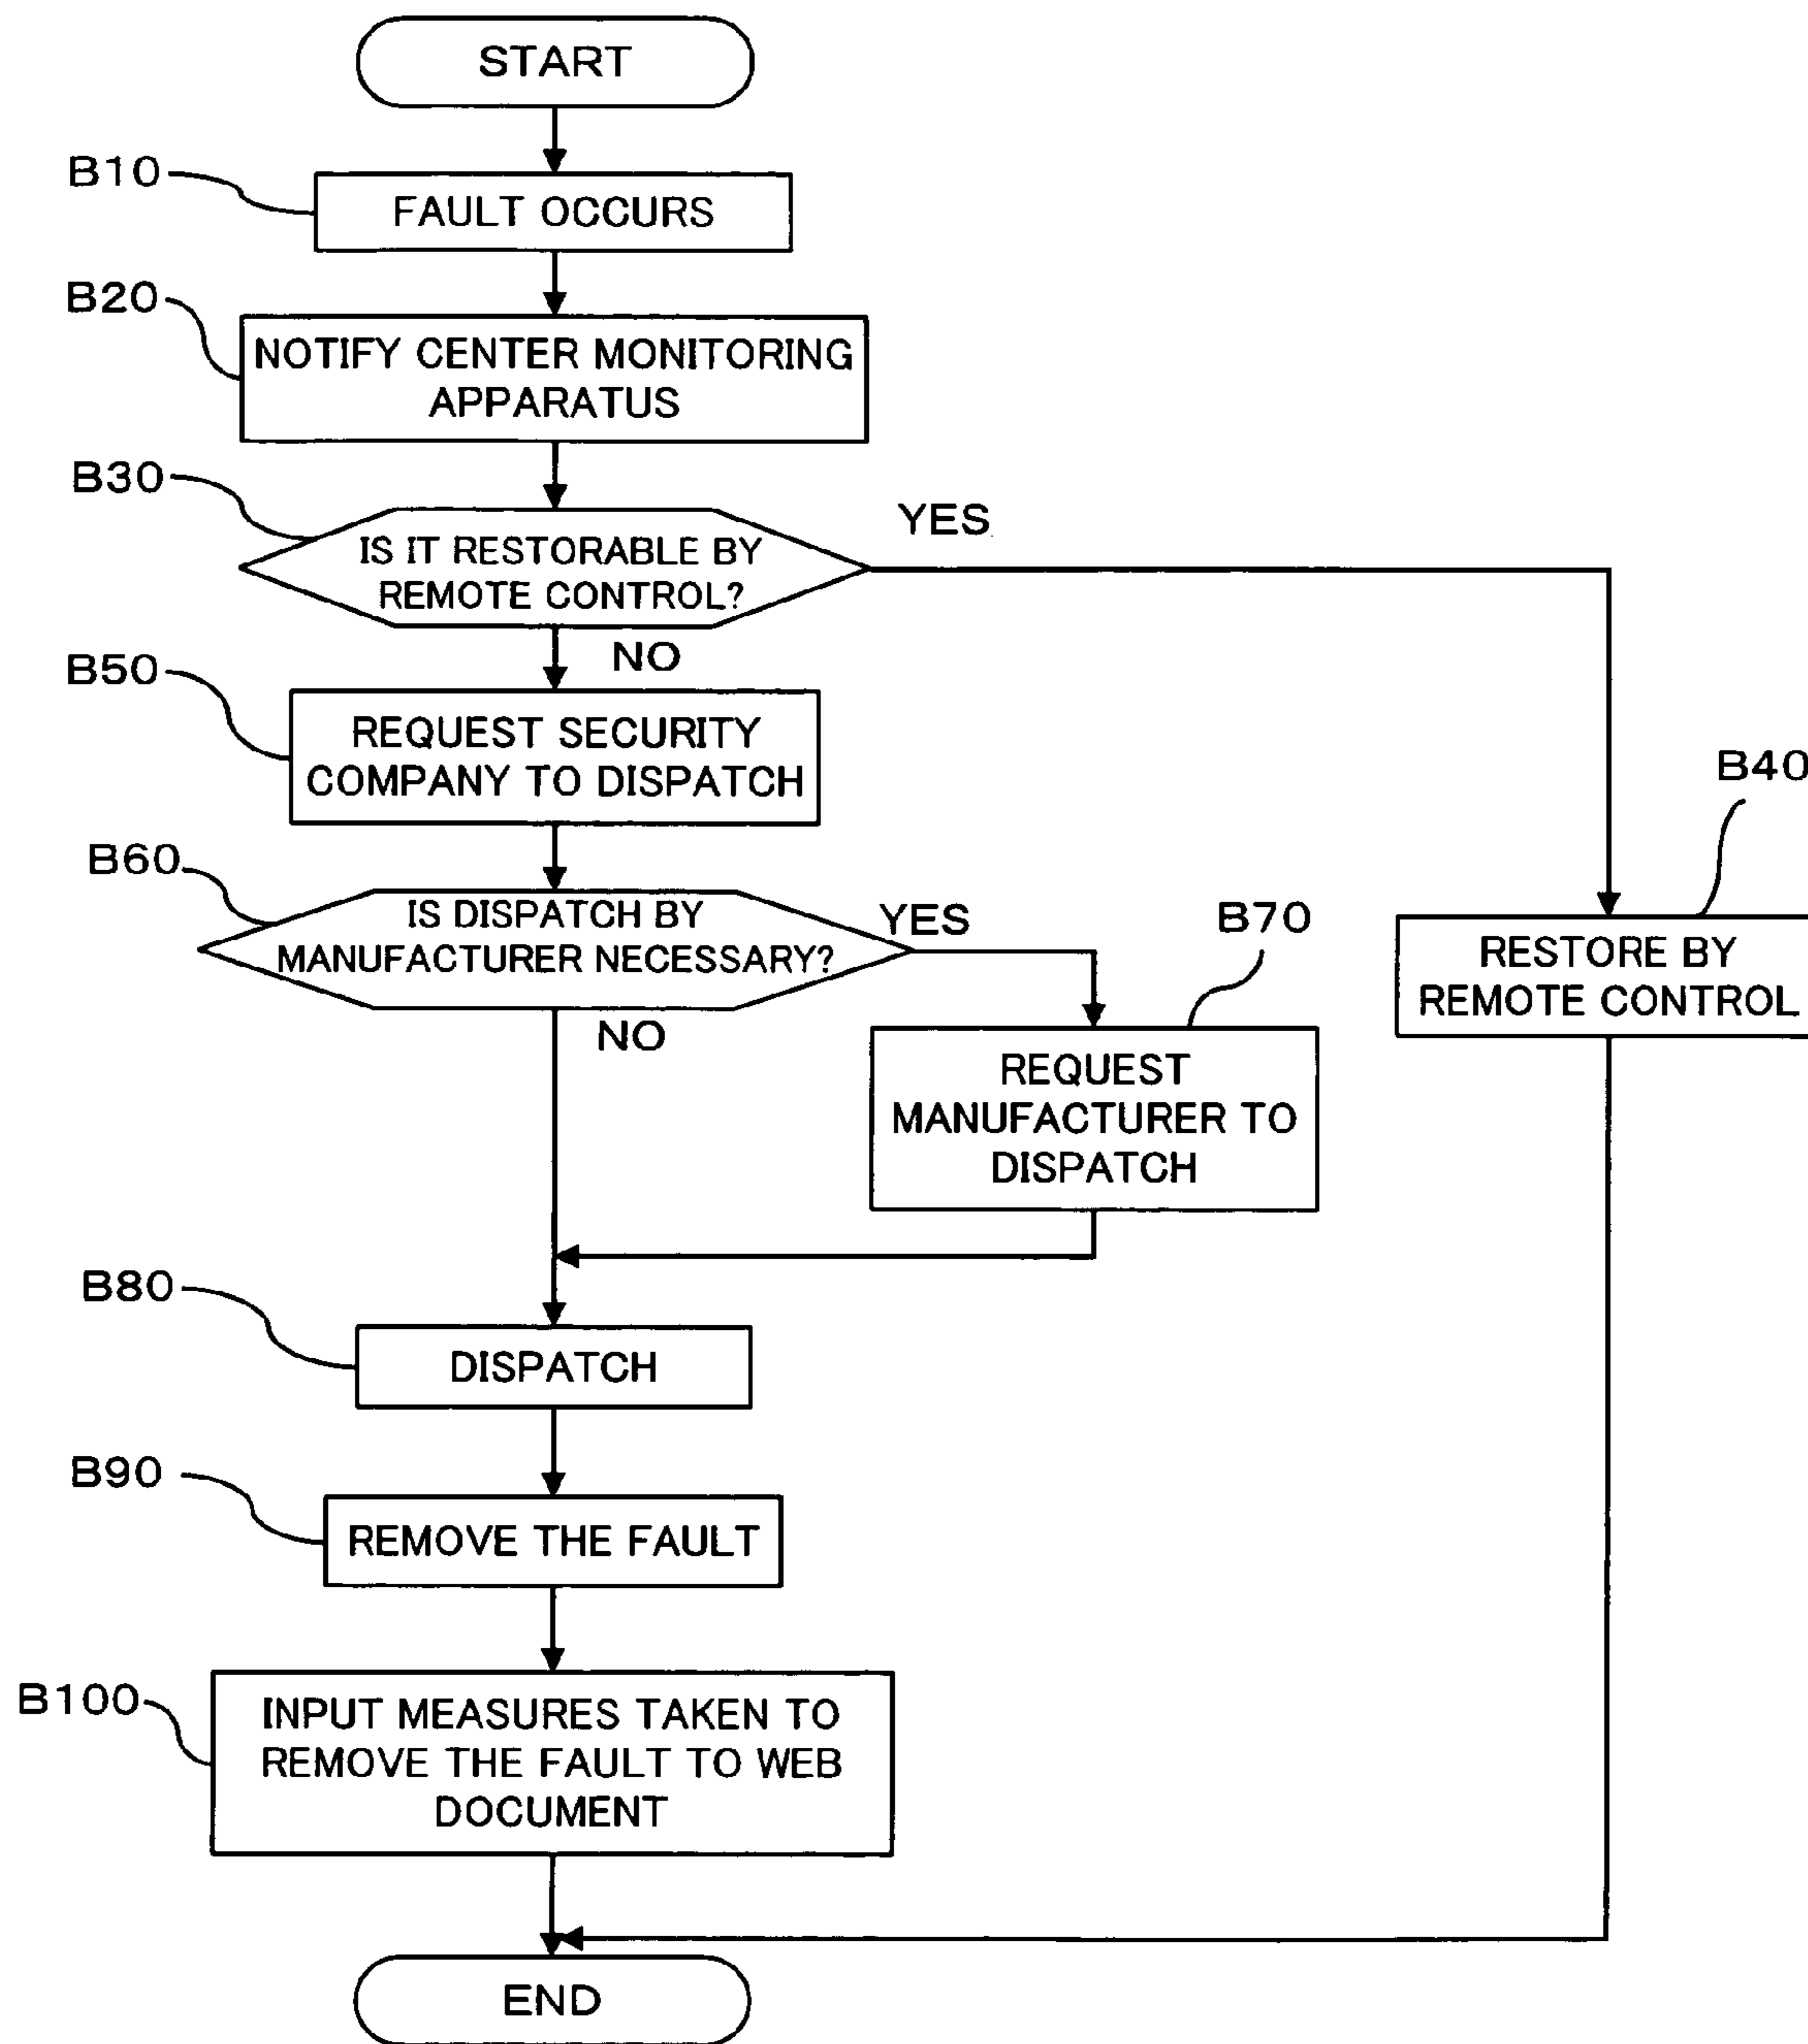 START
B10
FAULT OCCURS
B20
NOTIFY CENTER MONITORING
APPARATUS
B30
YES
IS IT RESTORABLE BY
REMOTE CONTROL?
NO
B50
REQUEST SECURITY
COMPANY TO DISPATCH
B40
B60
IS DISPATCH BY
MANUFACTURER NECESSARY?
YES
B70
RESTORE BY
REMOTE CONTROL
NO
REQUEST
MANUFACTURER TO
DISPATCH
B80
DISPATCH
B90
REMOVE THE FAULT
B100
INPUT MEASURES TAKEN TO
REMOVE THE FAULT TO WEB
DOCUMENT
END